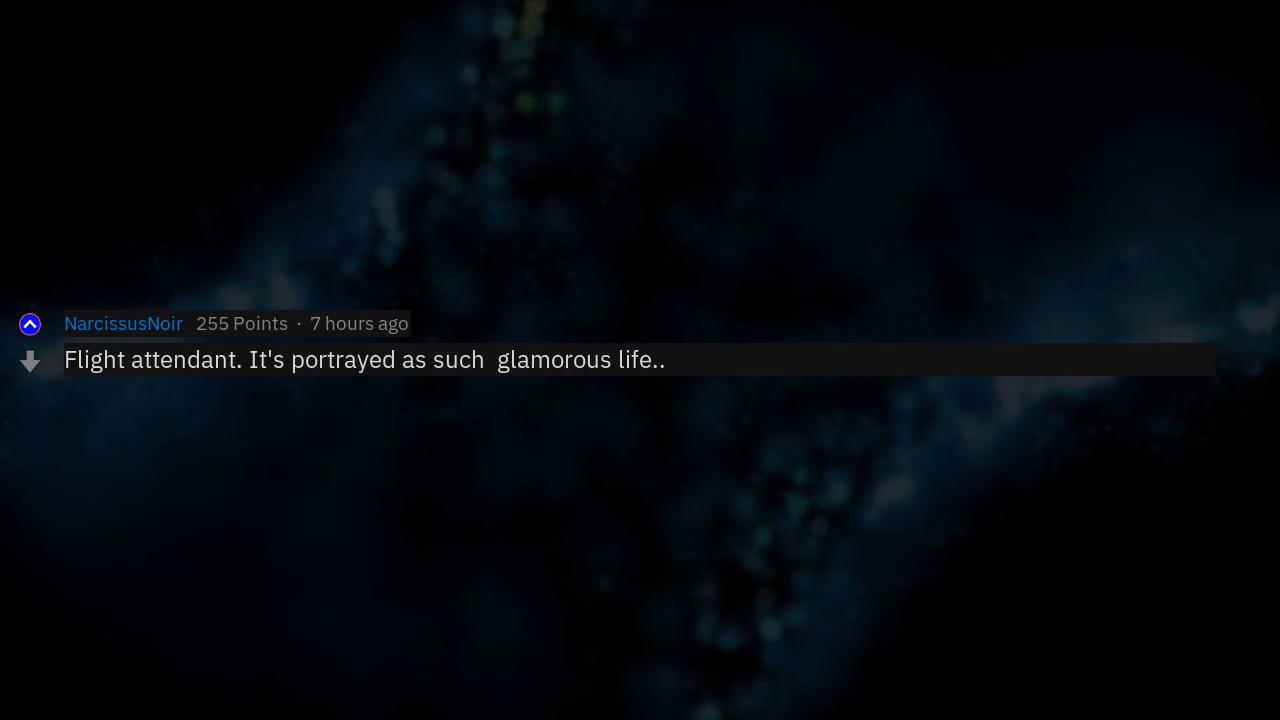 NarcissusNoir 255 Points · 7 hours ago
Flight attendant. It's portrayed as such  glamorous life..